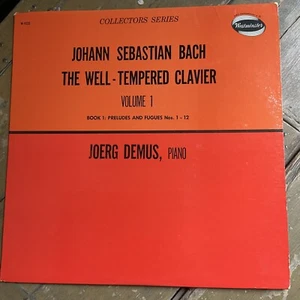 COLLECTORS SERIES
Westminster
JOHANN SEBASTIAN BACH
THE WELL-TEMPERED CLAVIER
VOLUME 1
BOOK 1: PRELUDES AND FUGUES Nos. 1-12
JOERG DEMUS, PIANO